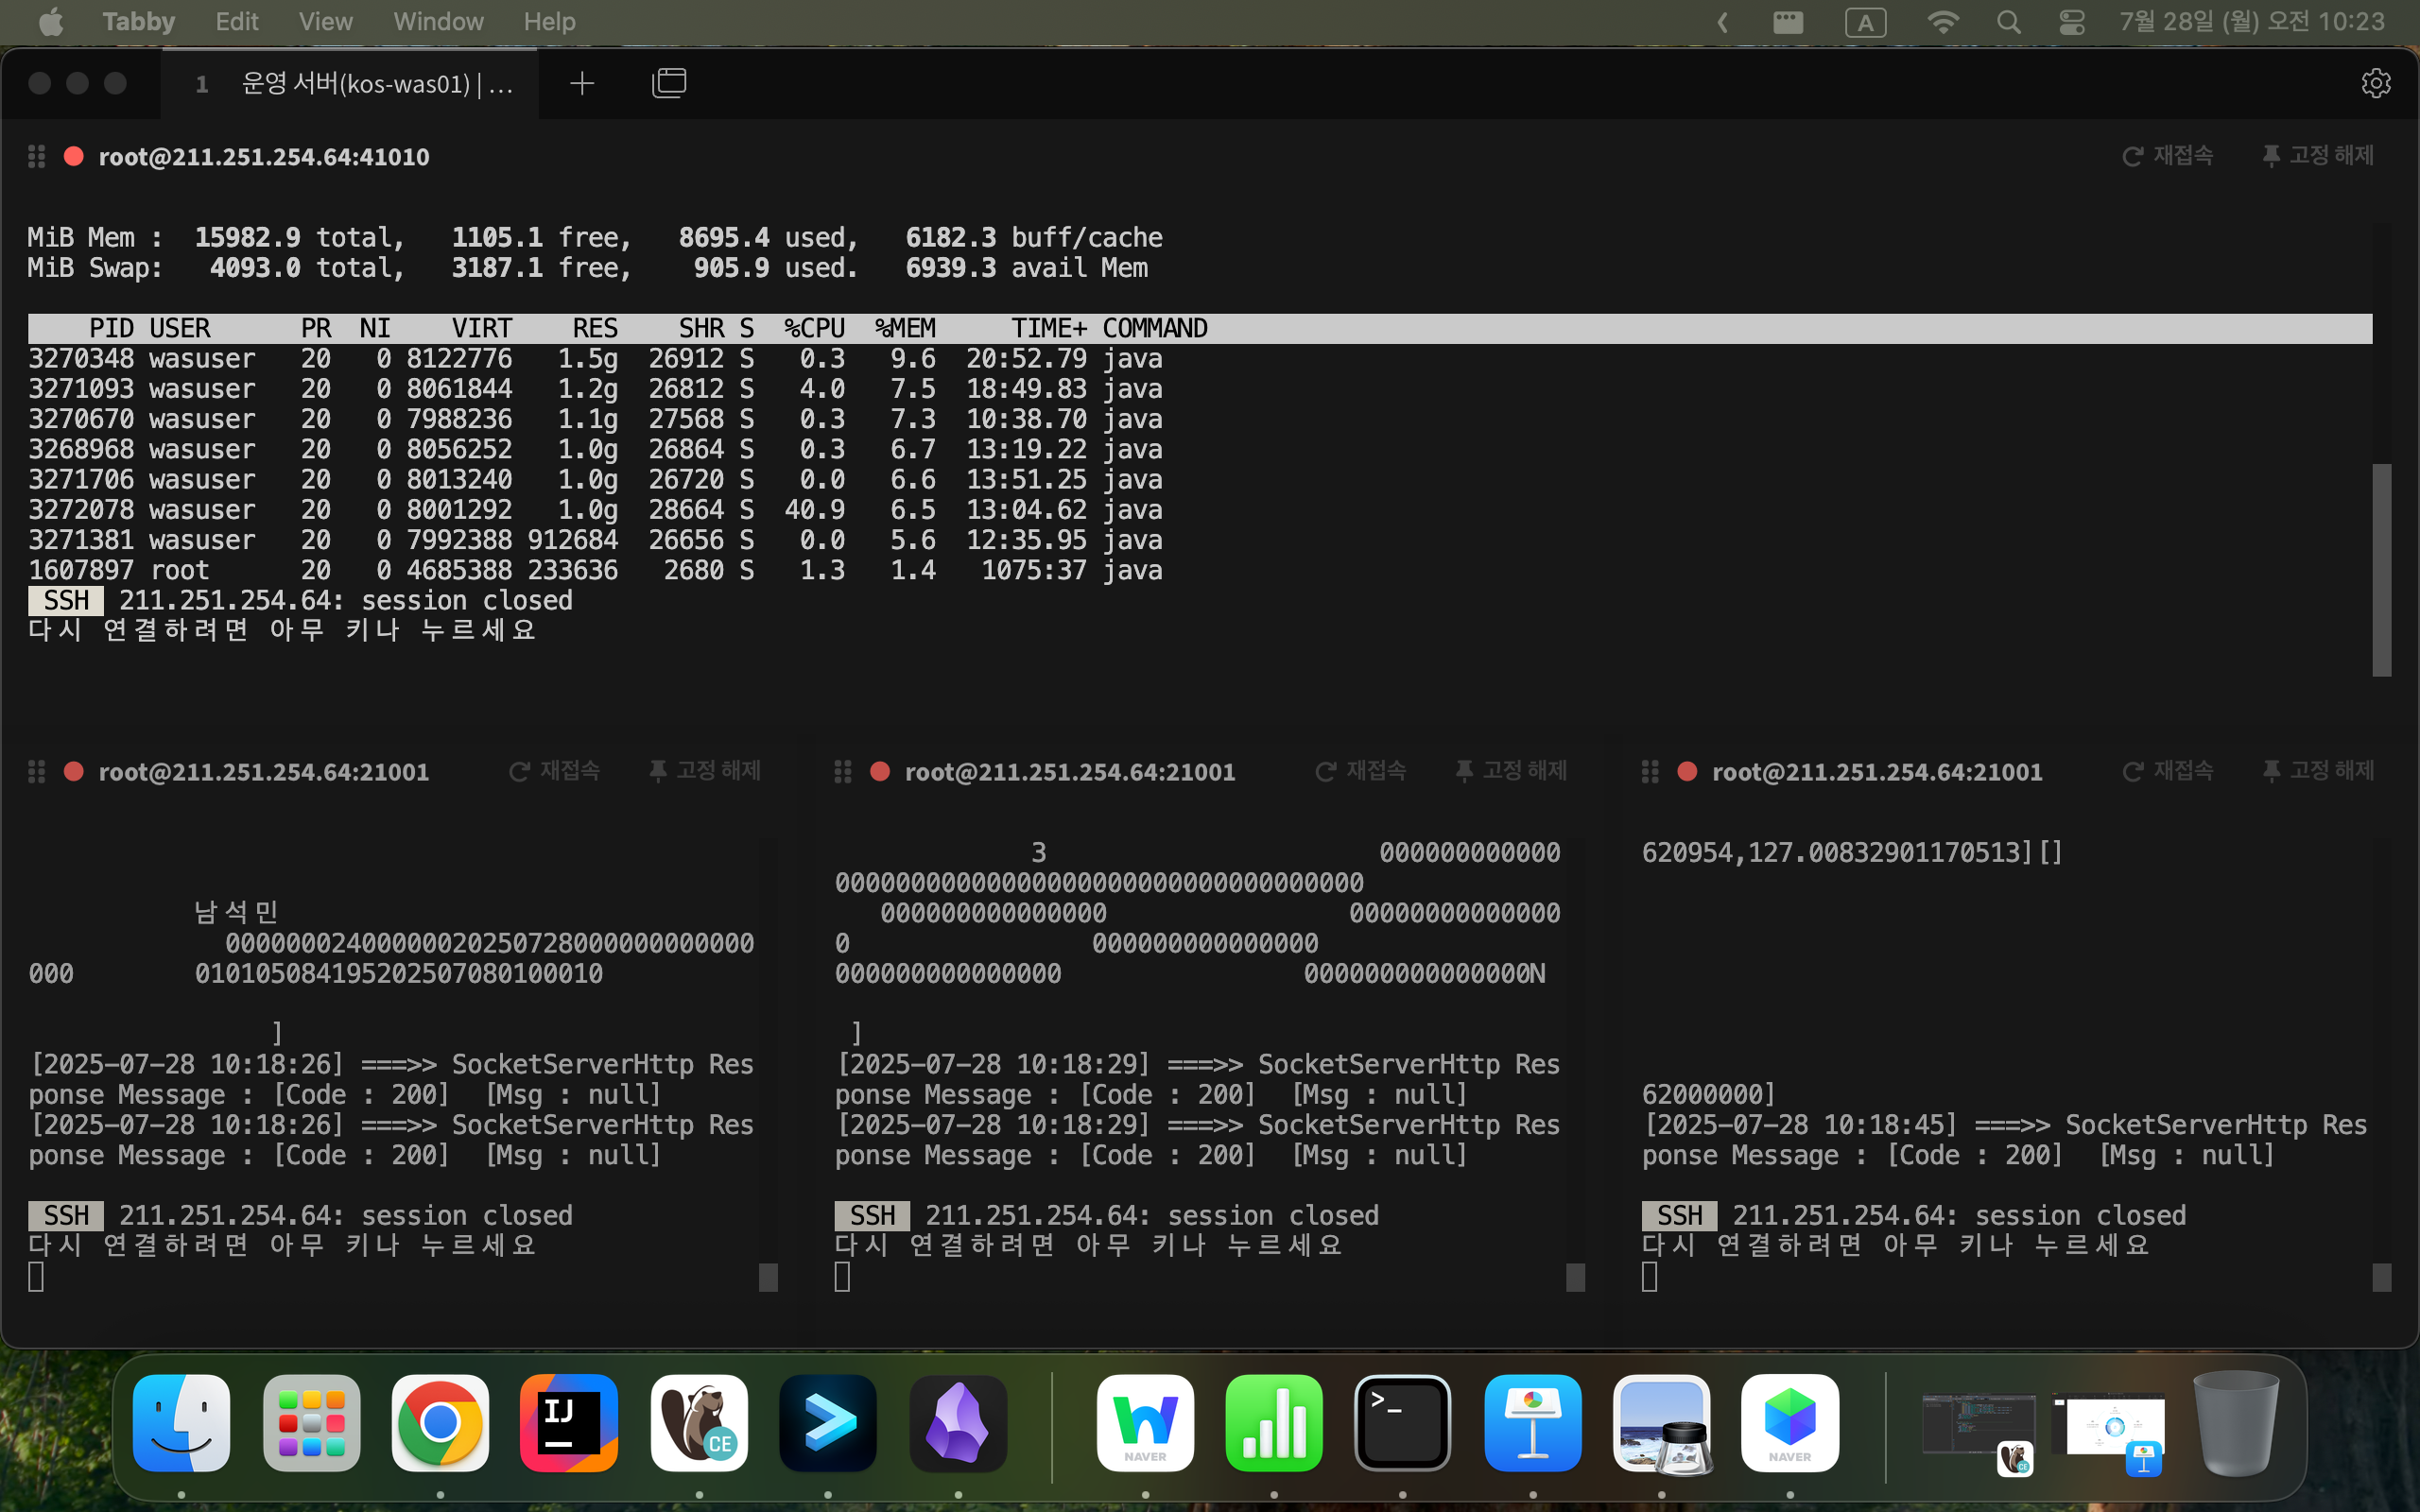 Tabby Edit View Window Help
A 7월 28일 (월) 오전 10:23
1 운영 서버(kos-was01) | ...
root@211.251.254.64:41010 재접속 고정 해제
MiB Mem : 15982.9 total, 1105.1 free, 8695.4 used, 6182.3 buff/cache
MiB Swap: 4093.0 total, 3187.1 free, 905.9 used. 6939.3 avail Mem
PID USER PR NI VIRT RES SHR S %CPU %MEM TIME+ COMMAND
3270348 wasuser 20 0 8122776 1.5g 26912 S 0.3 9.6 20:52.79 java
3271093 wasuser 20 0 8061844 1.2g 26812 S 4.0 7.5 18:49.83 java
3270670 wasuser 20 0 7988236 1.1g 27568 S 0.3 7.3 10:38.70 java
3268968 wasuser 20 0 8056252 1.0g 26864 S 0.3 6.7 13:19.22 java
3271706 wasuser 20 0 8013240 1.0g 26720 S 0.0 6.6 13:51.25 java
3272078 wasuser 20 0 8001292 1.0g 28664 S 40.9 6.5 13:04.62 java
3271381 wasuser 20 0 7992388 912684 26656 S 0.0 5.6 12:35.95 java
1607897 root 20 0 4685388 233636 2680 S 1.3 1.4 1075:37 java
SSH 211.251.254.64: session closed
다시 연결하려면 아무 키나 누르세요
root@211.251.254.64:21001 재접속 고정 해제
남석민
00000002400000020250728000000000000
000 010105084195202507080100010
]
[2025-07-28 10:18:26] ===>> SocketServerHttp Res
ponse Message : [Code : 200] [Msg : null]
[2025-07-28 10:18:26] ===>> SocketServerHttp Res
ponse Message : [Code : 200] [Msg : null]
SSH 211.251.254.64: session closed
다시 연결하려면 아무 키나 누르세요
root@211.251.254.64:21001 재접속 고정 해제
3 000000000000
00000000000000000000000000000000000
000000000000000 00000000000000
0 000000000000000
000000000000000 000000000000000N
]
[2025-07-28 10:18:29] ===>> SocketServerHttp Res
ponse Message : [Code : 200] [Msg : null]
[2025-07-28 10:18:29] ===>> SocketServerHttp Res
ponse Message : [Code : 200] [Msg : null]
SSH 211.251.254.64: session closed
다시 연결하려면 아무 키나 누르세요
root@211.251.254.64:21001 재접속 고정 해제
620954,127.00832901170513][]
62000000]
[2025-07-28 10:18:45] ===>> SocketServerHttp Res
ponse Message : [Code : 200] [Msg : null]
SSH 211.251.254.64: session closed
다시 연결하려면 아무 키나 누르세요
IJ
CE
NAVER
>_
NAVER